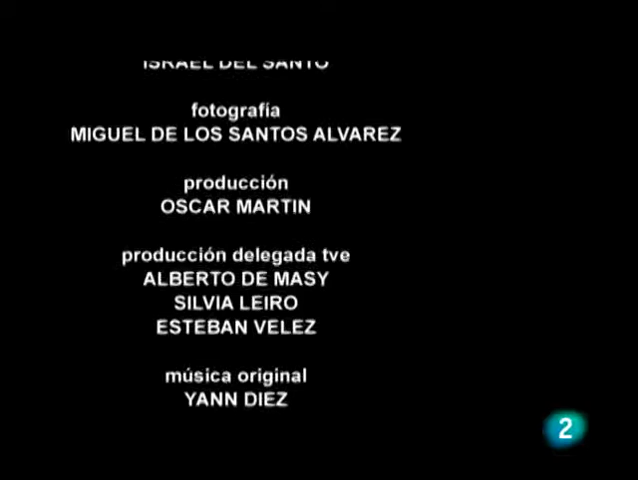 ISRAEL DEL SANTO
fotografía
MIGUEL DE LOS SANTOS ALVAREZ
producción
OSCAR MARTIN
producción delegada tve
ALBERTO DE MASY
SILVIA LEIRO
ESTEBAN VELEZ
música original
YANN DIEZ
2